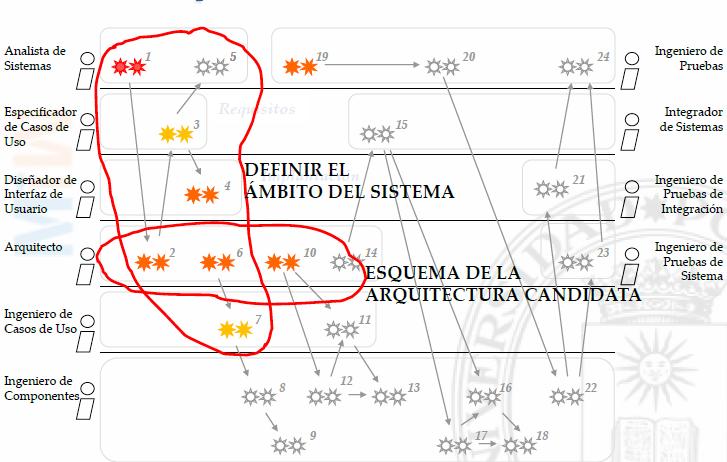 Analista de
Sistemas
1
5
19
20
24
Ingeniero de
Pruebas
Especificador
de Casos de
Uso
3
Requisitos
15
Integrador
de Sistemas
Diseñador de
Interfaz de
Usuario
4
DEFINIR EL
ÁMBITO DEL SISTEMA
21
Ingeniero de
Pruebas de
Integración
Arquitecto
2
6
10
14
ESQUEMA DE LA
ARQUITECTURA CANDIDATA
23
Ingeniero de
Pruebas de
Sistema
Ingeniero de
Casos de Uso
7
11
Ingeniero de
Componentes
8
12
13
16
22
9
17
18